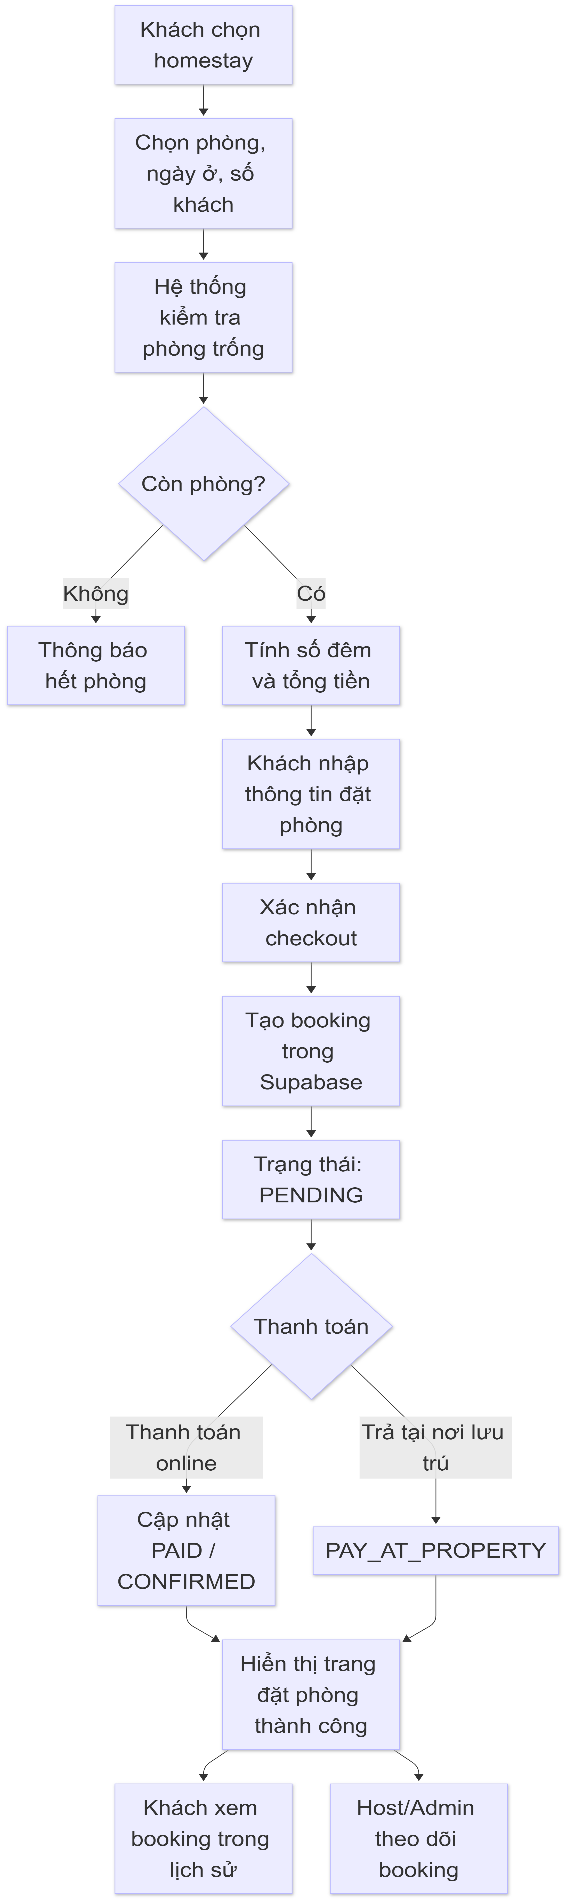 Khách chọn
homestay
Chọn phòng,
ngày ở, số
khách
Hệ thống
kiểm tra
phòng trống
Còn phòng?
Không
Có
Thông báo
hết phòng
Tính số đêm
và tổng tiền
Khách nhập
thông tin đặt
phòng
Xác nhận
checkout
Tạo booking
trong
Supabase
Trạng thái:
PENDING
Thanh toán
Thanh toán
online
Trả tại nơi lưu
trú
Cập nhật
PAID /
CONFIRMED
PAY_AT_PROPERTY
Hiển thị trang
đặt phòng
thành công
Khách xem
booking trong
lịch sử
Host/Admin
theo dõi
booking